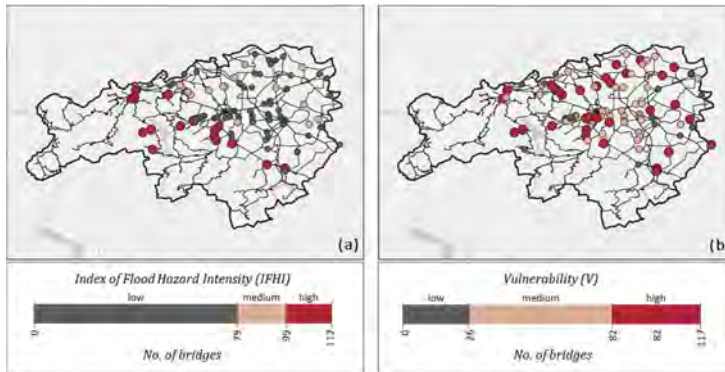 (a)
(b)
Index of Flood Hazard Intensity (IFHI)
low medium high
0 79 99
No. of bridges
Vulnerability (V)
low medium high
0 26 82 82 117
No. of bridges